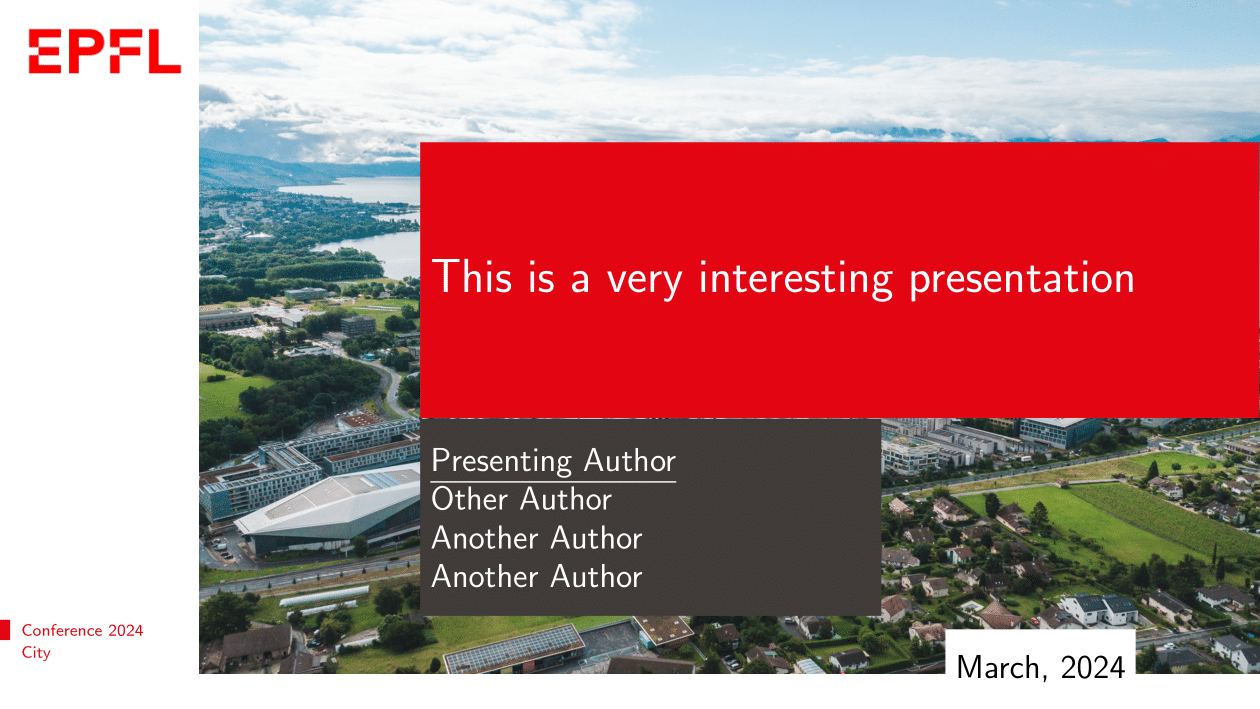 EPFL
This is a very interesting presentation
Presenting Author
Other Author
Another Author
Another Author
Conference 2024
City
March, 2024